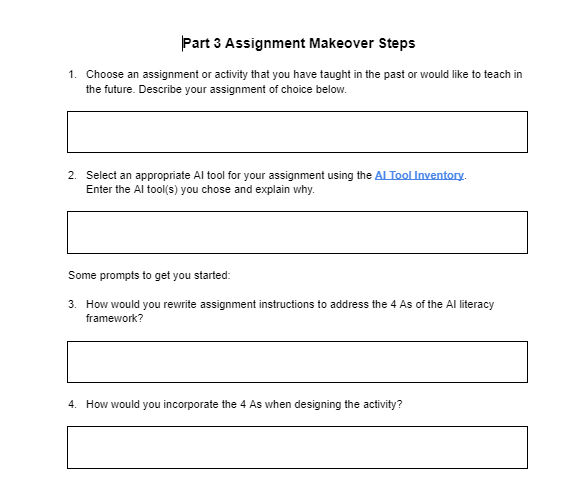 Part 3 Assignment Makeover Steps
1. Choose an assignment or activity that you have taught in the past or would like to teach in
the future. Describe your assignment of choice below.
2. Select an appropriate AI tool for your assignment using the AI Tool Inventory.
Enter the AI tool(s) you chose and explain why.
Some prompts to get you started:
3. How would you rewrite assignment instructions to address the 4 As of the AI literacy
framework?
4. How would you incorporate the 4 As when designing the activity?